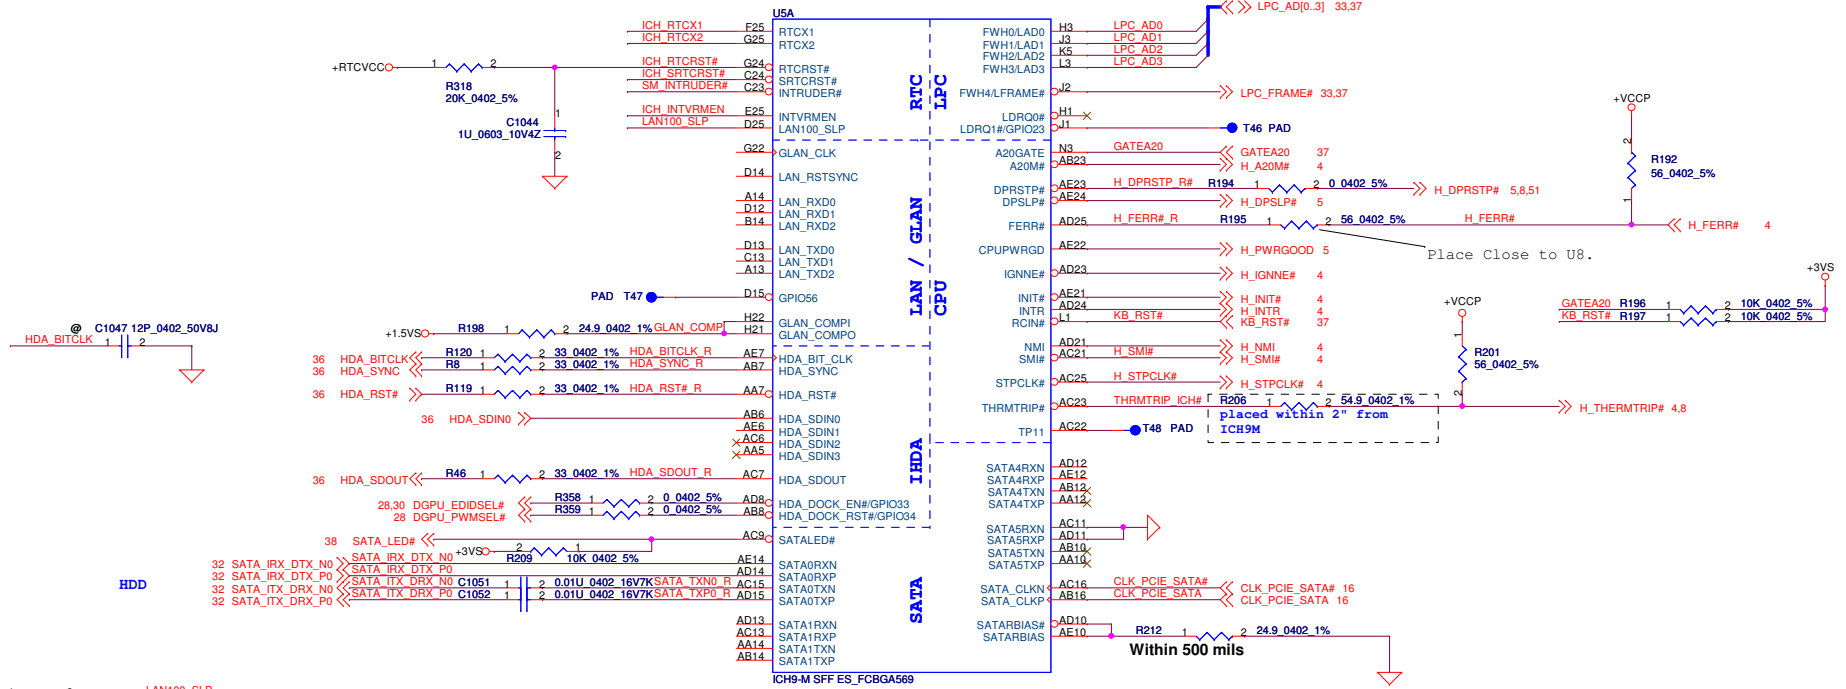 U5A
LPC_AD[0..3] 33,37
ICH_RTCX1 F25 RTCX1 FWH0/LAD0 H3 LPC_AD0
ICH_RTCX2 G25 RTCX2 FWH1/LAD1 J3 LPC_AD1
FWH2/LAD2 K5 LPC_AD2
+RTCVCC 1 2 ICH_RTCRST# G24 RTCRST# FWH3/LAD3 L3 LPC_AD3
ICH_SRTCRST# C24 SRTCRST#
R318 SM_INTRUDER# C23 INTRUDER# RTC LPC FWH4/LFRAME# J2 LPC_FRAME# 33,37
20K_0402_5%
ICH_INTVRMEN E25 INTVRMEN LDRQ0# H1
LAN100_SLP D25 LAN100_SLP LDRQ1#/GPIO23 J1 T46 PAD
1 C1044
1U_0603_10V4Z
2
+VCCP
G22 GLAN_CLK A20GATE N3 GATEA20 GATEA20 37
A20M# AB23 H_A20M# 4
2 R192
56_0402_5%
1
D14 LAN_RSTSYNC
DPRSTP# AE23 H_DPRSTP_R# R194 1 2 0_0402_5% H_DPRSTP# 5,8,51
A14 LAN_RXD0 DPSLP# AE24 H_DPSLP# 5
D12 LAN_RXD1
B14 LAN_RXD2 FERR# AD25 H_FERR#_R R195 1 2 56_0402_5% H_FERR# H_FERR# 4
LAN / GLAN CPU
D13 LAN_TXD0 CPUPWRGD AE22 H_PWRGOOD 5
Place Close to U8.
C13 LAN_TXD1
A13 LAN_TXD2 IGNNE# AD23 H_IGNNE# 4
+3VS
PAD T47 D15 GPIO56 INIT# AE21 H_INIT# 4
INTR AD24 H_INTR 4
+VCCP
GATEA20 R196 1 2 10K_0402_5%
H22 GLAN_COMPI RCIN# L1 KB_RST# KB_RST# 37
KB_RST# R197 1 2 10K_0402_5%
+1.5VS R198 1 2 24.9_0402_1% GLAN_COMP H21 GLAN_COMPO
@ C1047 12P_0402_50V8J
HDA_BITCLK 1 2
NMI AD21 H_NMI 4
36 HDA_BITCLK R120 1 2 33_0402_1% HDA_BITCLK_R AE7 HDA_BIT_CLK SMI# AC21 H_SMI# H_SMI# 4
36 HDA_SYNC R8 1 2 33_0402_1% HDA_SYNC_R AB7 HDA_SYNC
1 R201
56_0402_5%
2
STPCLK# AC25 H_STPCLK# H_STPCLK# 4
36 HDA_RST# R119 1 2 33_0402_1% HDA_RST#_R AA7 HDA_RST#
THRMTRIP# AC23 THRMTRIP_ICH# R206 1 2 54.9_0402_1% H_THERMTRIP# 4,8
placed within 2" from
ICH9M
36 HDA_SDIN0 AB6 HDA_SDIN0
AE6 HDA_SDIN1 TP11 AC22 T48 PAD
AC6 HDA_SDIN2
AA5 HDA_SDIN3
IHDA
SATA4RXN AD12
36 HDA_SDOUT R46 1 2 33_0402_1% HDA_SDOUT_R AC7 HDA_SDOUT SATA4RXP AE12
SATA4TXN AB12
28,30 DGPU_EDIDSEL# R358 1 2 0_0402_5% AD8 HDA_DOCK_EN#/GPIO33 SATA4TXP AA12
28 DGPU_PWMSEL# R359 1 2 0_0402_5% AB8 HDA_DOCK_RST#/GPIO34
SATA5RXN AC11
38 SATA_LED# AC9 SATALED# SATA5RXP AD11
+3VS 2 1 SATA5TXN AB10
R209 10K_0402_5% SATA5TXP AA10
HDD
32 SATA_IRX_DTX_N0 SATA_IRX_DTX_N0 AE14 SATA0RXN
32 SATA_IRX_DTX_P0 SATA_IRX_DTX_P0 AD14 SATA0RXP
32 SATA_ITX_DRX_N0 SATA_ITX_DRX_N0 C1051 1 2 0.01U_0402_16V7K SATA_TXN0_R AC15 SATA0TXN SATA_CLKN AC16 CLK_PCIE_SATA# CLK_PCIE_SATA# 16
32 SATA_ITX_DRX_P0 SATA_ITX_DRX_P0 C1052 1 2 0.01U_0402_16V7K SATA_TXP0_R AD15 SATA0TXP SATA_CLKP AB16 CLK_PCIE_SATA CLK_PCIE_SATA 16
SATA
AD13 SATA1RXN SATARBIAS# AD10
AC13 SATA1RXP SATARBIAS AE10 R212 1 2 24.9_0402_1%
AA14 SATA1TXN Within 500 mils
AB14 SATA1TXP
ICH9-M SFF ES_FCBGA569
LAN100_SLP